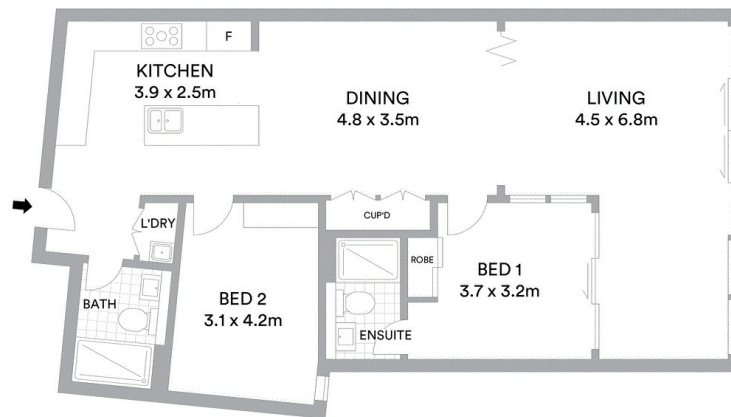 F
KITCHEN
3.9 x 2.5m
DINING
4.8 x 3.5m
LIVING
4.5 x 6.8m
L'DRY
CUP'D
BATH
BED 2
3.1 x 4.2m
ENSUITE
ROBE
BED 1
3.7 x 3.2m